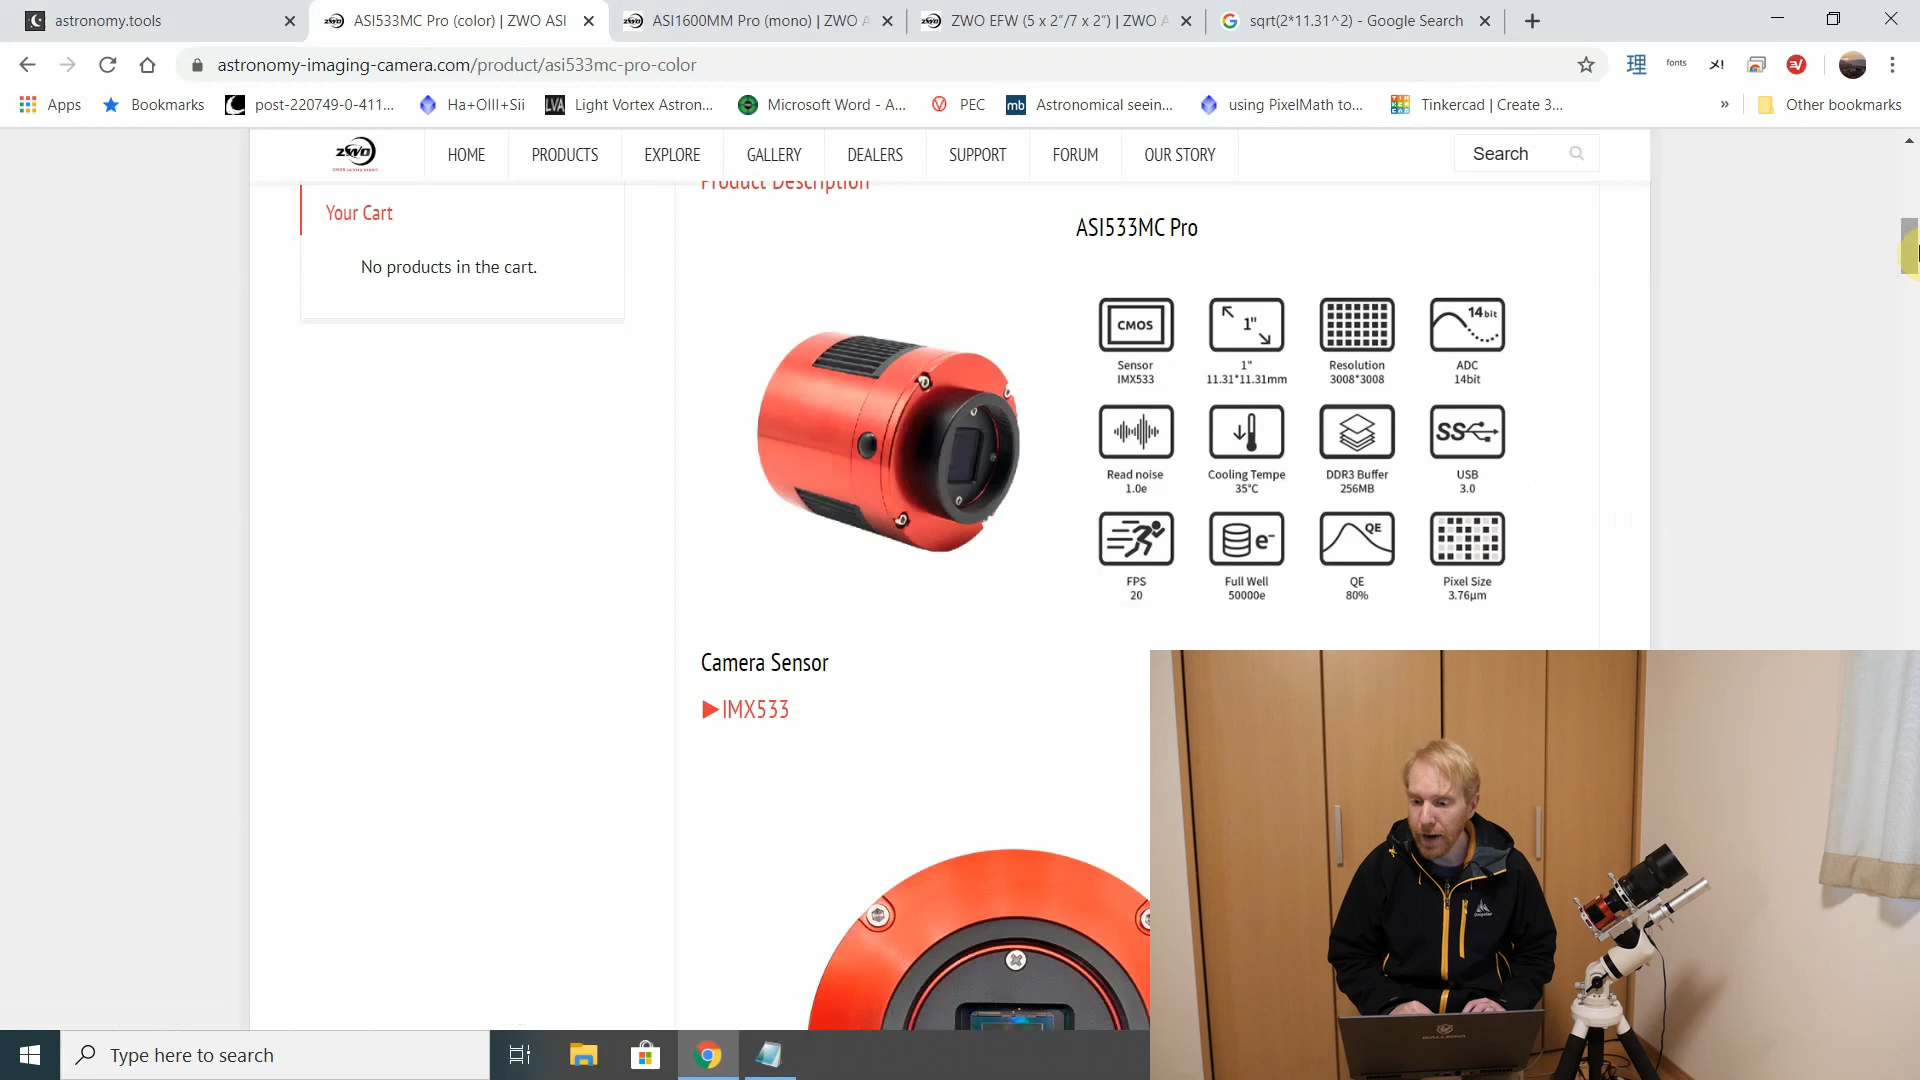 astronomy.tools
ASI533MC Pro (color) | ZWO ASI
ASI1600MM Pro (mono) | ZWO A
ZWO EFW (5 x 2"/7 x 2") | ZWO A
sqrt(2*11.31^2) - Google Search
astronomy-imaging-camera.com/product/asi533mc-pro-color
fonts
Apps
Bookmarks
post-220749-0-411...
Ha+OIII+Sii
LVA
Light Vortex Astron...
Microsoft Word - A...
PEC
mb
Astronomical seein...
using PixelMath to...
Tinkercad | Create 3...
»
Other bookmarks
ZWO
HOME
PRODUCTS
EXPLORE
GALLERY
DEALERS
SUPPORT
FORUM
OUR STORY
Search
Product Description
Your Cart
No products in the cart.
ASI533MC Pro
CMOS
Sensor
IMX533
1"
1"
11.31*11.31mm
Resolution
3008*3008
14bit
ADC
14bit
Read noise
1.0e
Cooling Tempe
35°C
DDR3 Buffer
256MB
SS
USB
3.0
FPS
20
e-
Full Well
50000e
QE
QE
80%
Pixel Size
3.76μm
Camera Sensor
IMX533
Type here to search